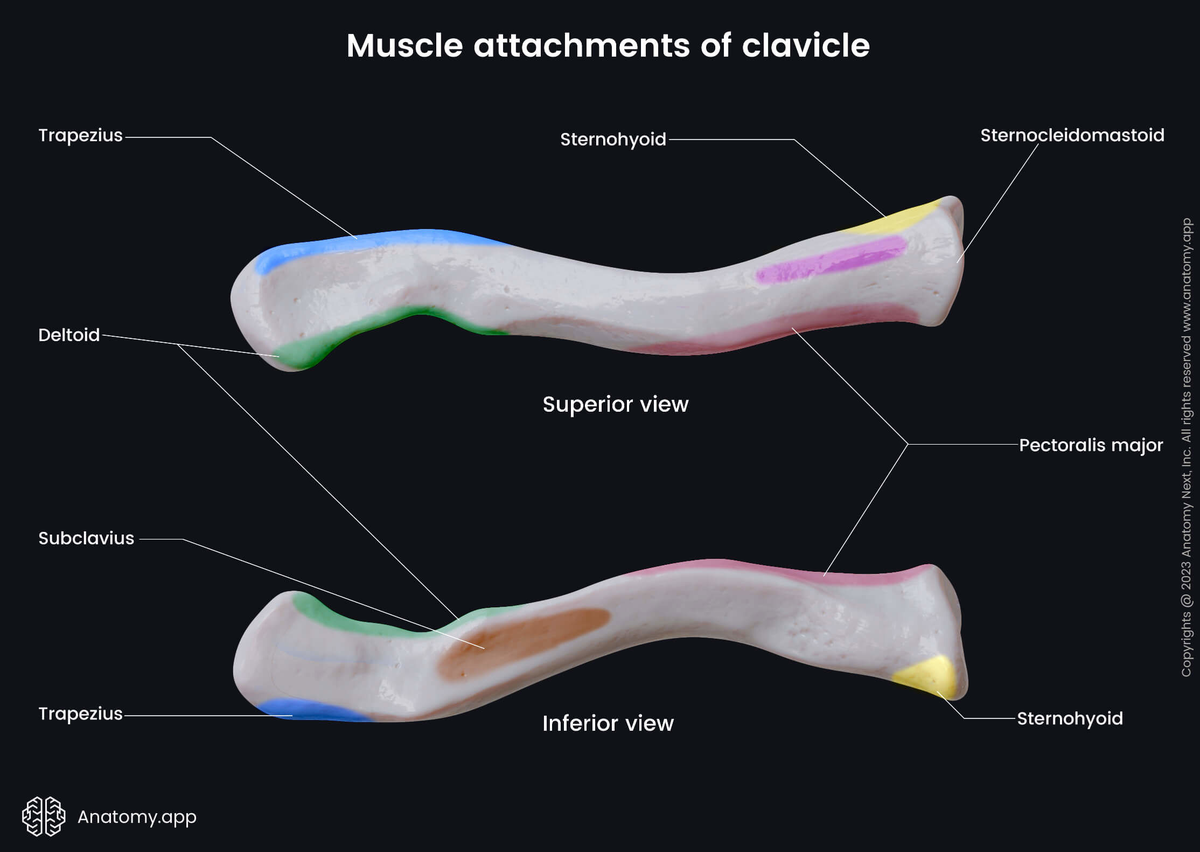 Muscle attachments of clavicle
Trapezius
Sternohyoid
Sternocleidomastoid
Deltoid
Superior view
Pectoralis major
Subclavius
Trapezius
Inferior view
Sternohyoid
Anatomy.app
Copyrights @ 2023 Anatomy Next, Inc. All rights reserved www.anatomy.app